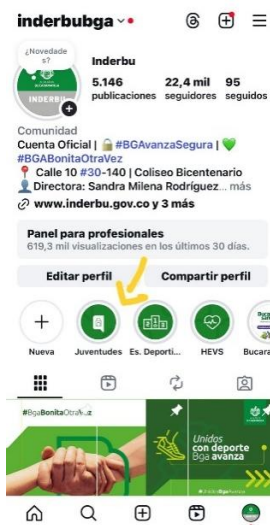 inderbubga
¿Novedade
s?
INDERBU
Inderbu
5.146 22,4 mil 95
publicaciones seguidores seguidos
Comunidad
Cuenta Oficial | #BGAvanzaSegura |
#BGABonitaOtraVez
Calle 10 #30-140 | Coliseo Bicentenario
Directora: Sandra Milena Rodríguez... más
www.inderbu.gov.co y 3 más
Panel para profesionales
619,3 mil visualizaciones en los últimos 30 días.
Editar perfil Compartir perfil
Nueva Juventudes Es. Deporti... HEVS Bucara
#BgaBonitaOtra
Unidos
con deporte
Bga avanza